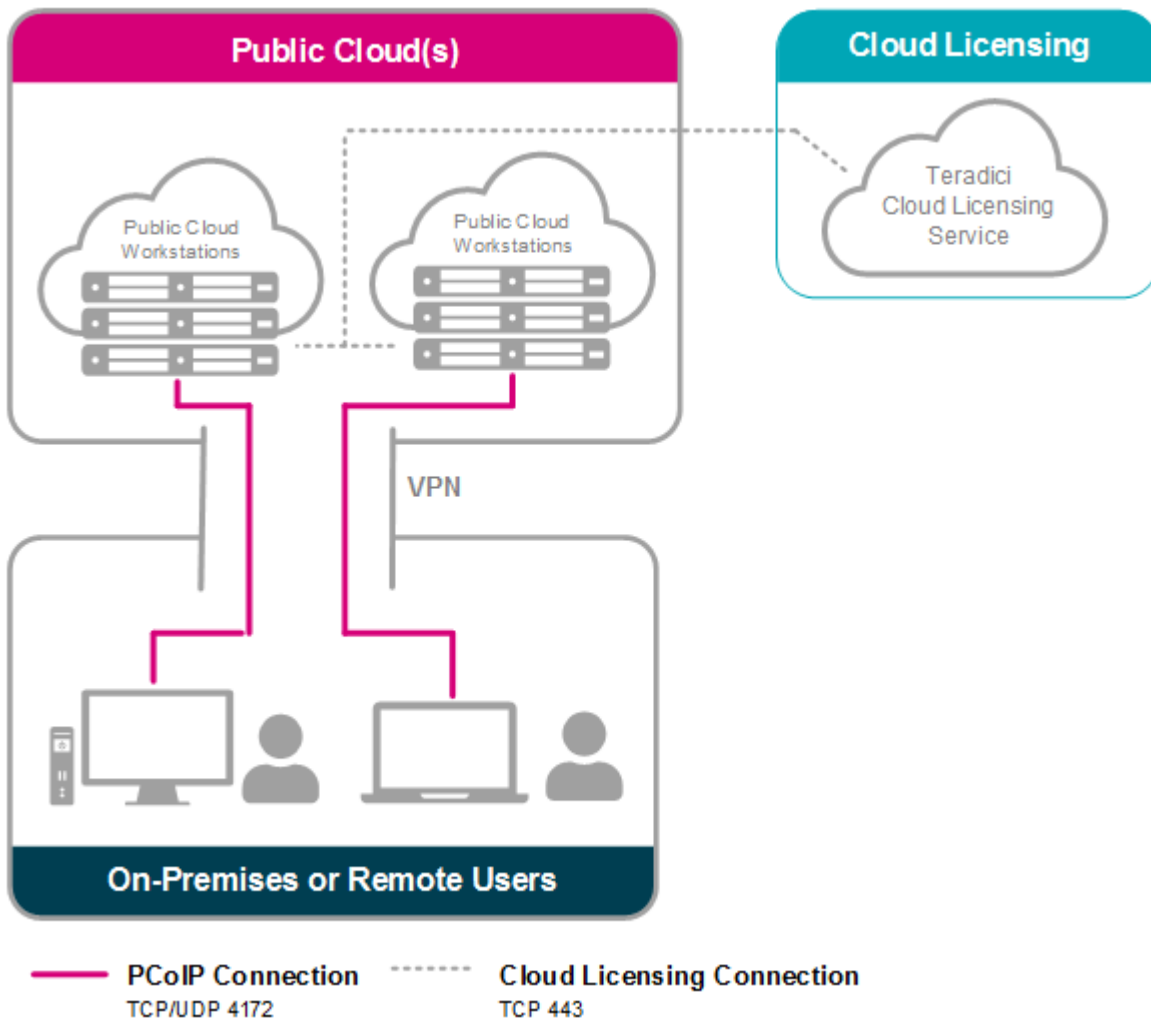 Public Cloud(s)
Cloud Licensing
Public Cloud
Workstations
Public Cloud
Workstations
Teradici
Cloud Licensing
Service
VPN
On-Premises or Remote Users
PCoIP Connection
TCP/UDP 4172
Cloud Licensing Connection
TCP 443